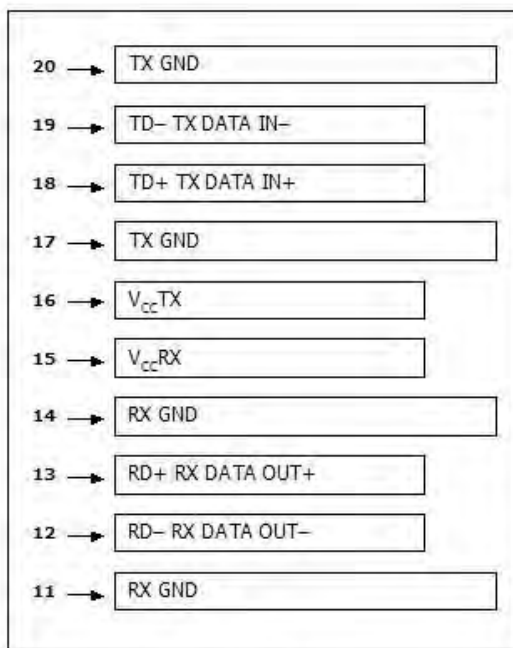 20 TX GND
19 TD– TX DATA IN–
18 TD+ TX DATA IN+
17 TX GND
16 VCCTX
15 VCCRX
14 RX GND
13 RD+ RX DATA OUT+
12 RD– RX DATA OUT–
11 RX GND